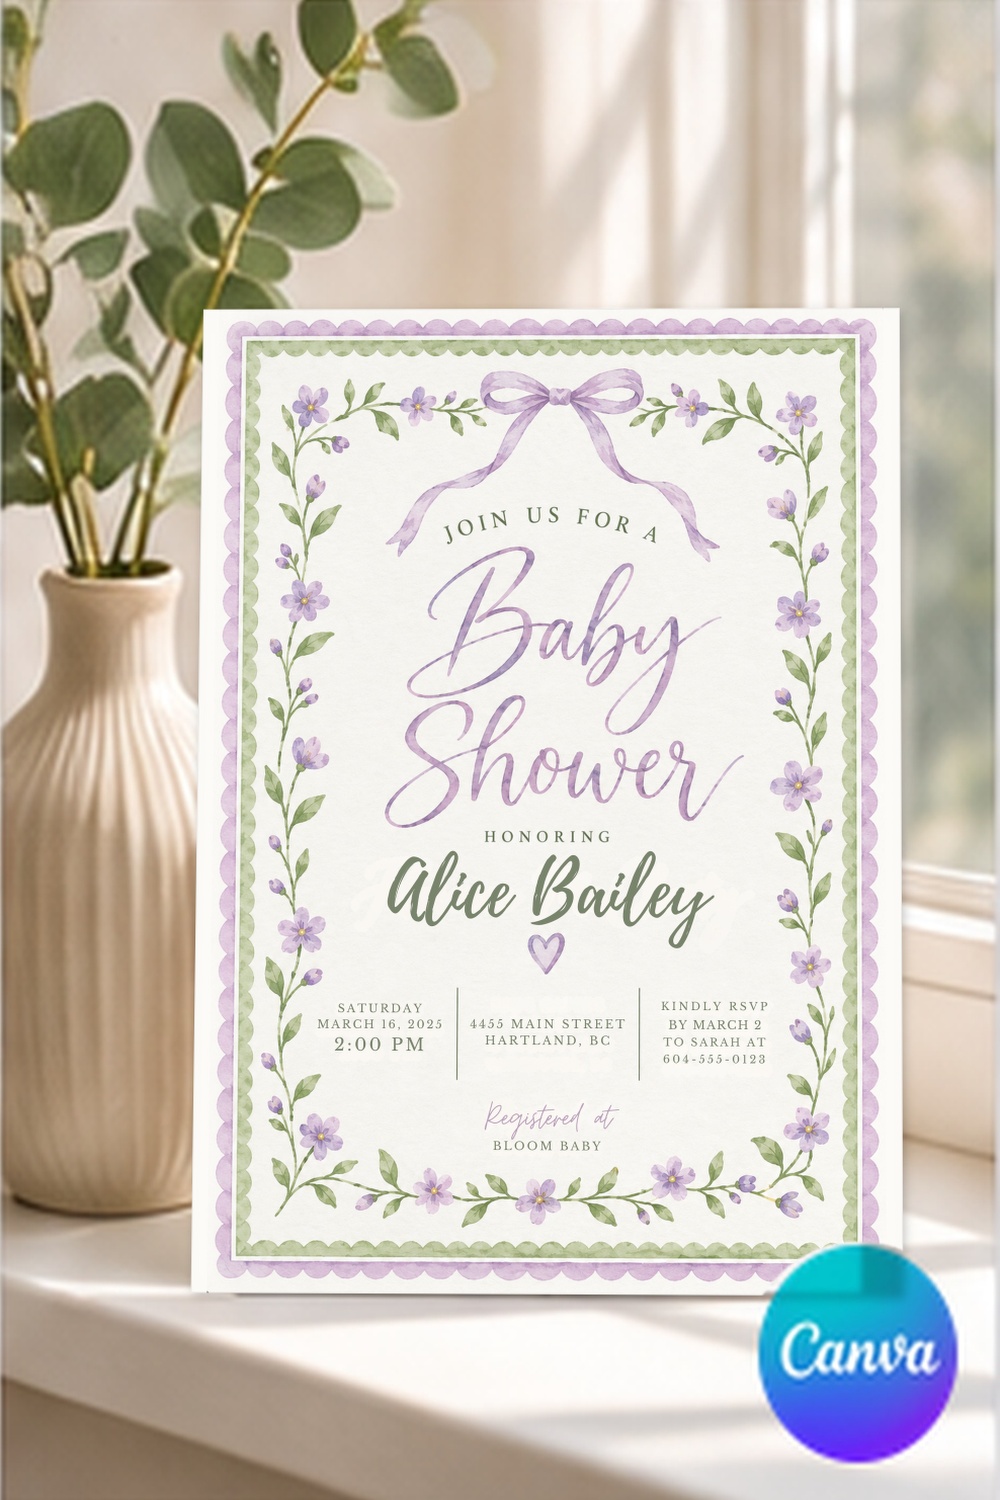 JOIN US FOR A
Baby
Shower
HONORING
Alice Bailey
SATURDAY
MARCH 16, 2025
2:00 PM
4455 MAIN STREET
HARTLAND, BC
KINDLY RSVP
BY MARCH 2
TO SARAH AT
604-555-0123
Registered at
BLOOM BABY
Canva